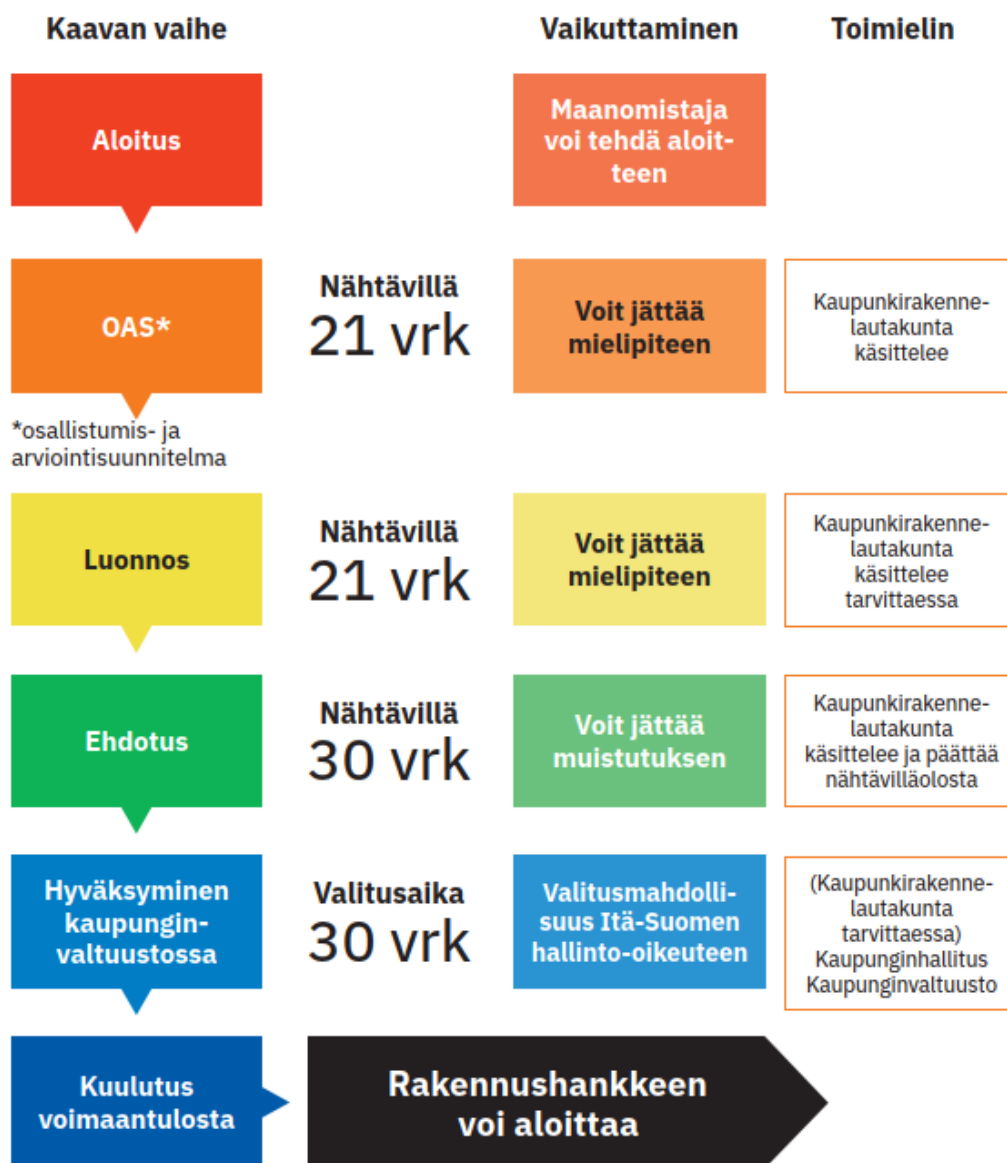 Kaavan vaihe
Vaikuttaminen
Toimielin
Aloitus
Maanomistaja
voi tehdä aloit-
teen
OAS*
Nähtävillä
21 vrk
Voit jättää
mielipiteen
Kaupunkirakenne-
lautakunta
käsittelee
*osallistumis- ja
arviointisuunnitelma
Luonnos
Nähtävillä
21 vrk
Voit jättää
mielipiteen
Kaupunkirakenne-
lautakunta
käsittelee
tarvittaessa
Ehdotus
Nähtävillä
30 vrk
Voit jättää
muistutuksen
Kaupunkirakenne-
lautakunta
käsittelee ja päättää
nähtävilläolosta
Hyväksyminen
kaupungin-
valtuustossa
Valitusaika
30 vrk
Valitusmahdolli-
suus Itä-Suomen
hallinto-oikeuteen
(Kaupunkirakenne-
lautakunta
tarvittaessa)
Kaupunginhallitus
Kaupunginvaltuusto
Kuulutus
voimaantulosta
Rakennushankkeen
voi aloittaa